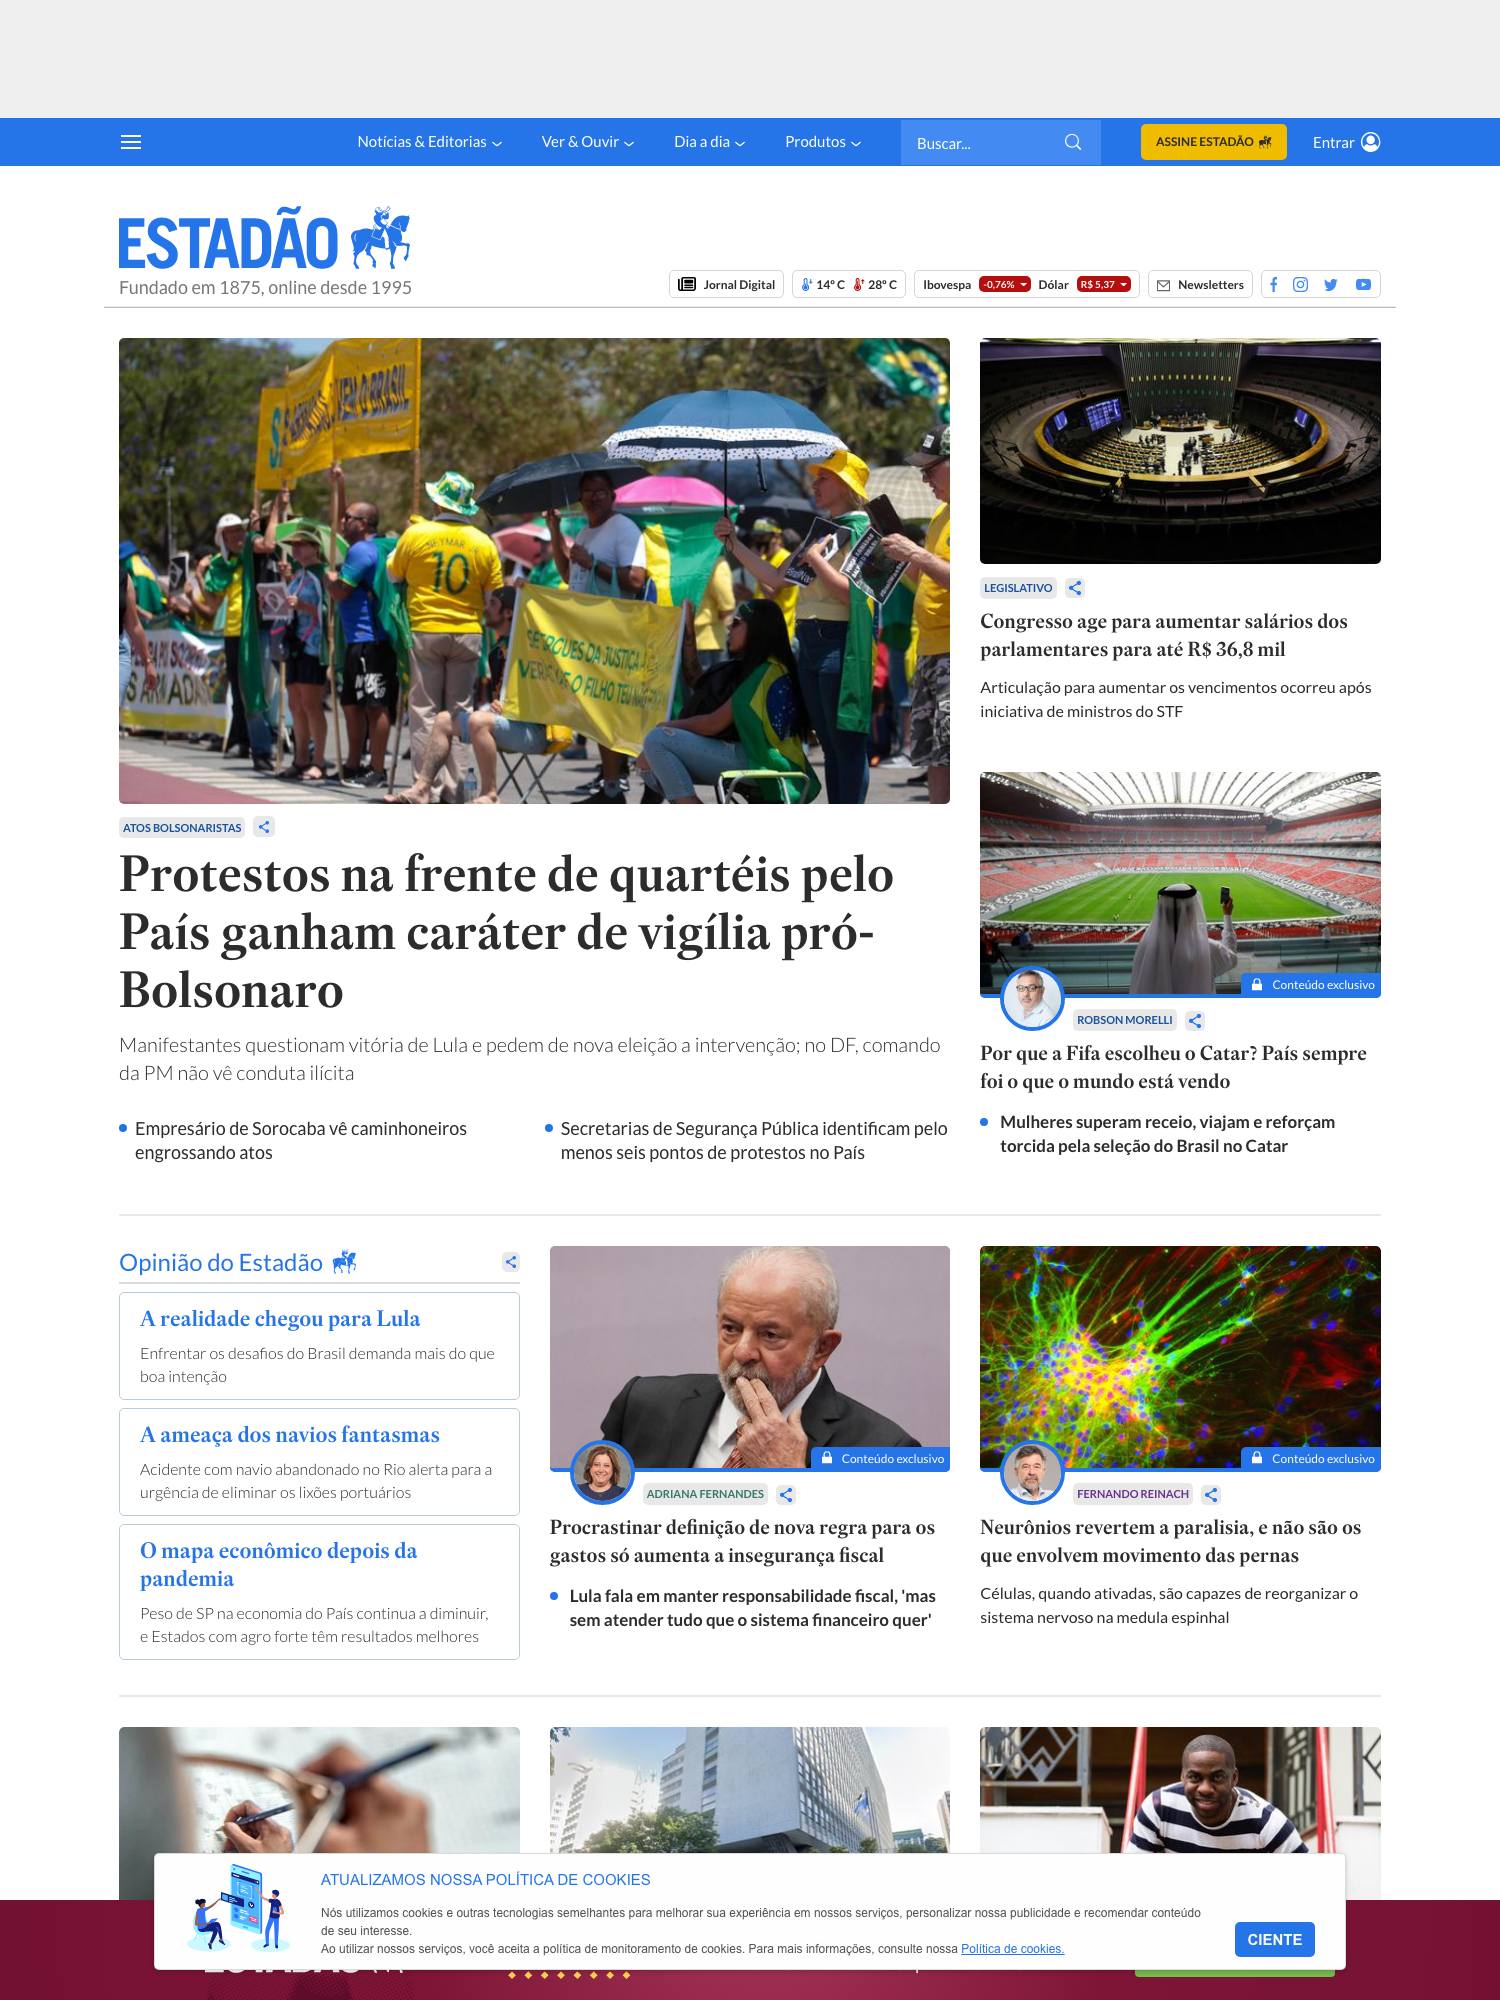 Notícias & Editorias
Ver & Ouvir
Dia a dia
Produtos
Buscar...
ASSINE ESTADÃO
Entrar
ESTADÃO
Fundado em 1875, online desde 1995
Jornal Digital
14º C 28º C
Ibovespa -0,76% Dólar R$ 5,37
Newsletters
NEYMAR JR
10
ATOS BOLSONARISTAS
Protestos na frente de quartéis pelo
País ganham caráter de vigília pró-
Bolsonaro
Manifestantes questionam vitória de Lula e pedem de nova eleição a intervenção; no DF, comando
da PM não vê conduta ilícita
Empresário de Sorocaba vê caminhoneiros
engrossando atos
Secretarias de Segurança Pública identificam pelo
menos seis pontos de protestos no País
LEGISLATIVO
Congresso age para aumentar salários dos
parlamentares para até R$ 36,8 mil
Articulação para aumentar os vencimentos ocorreu após
iniciativa de ministros do STF
Conteúdo exclusivo
ROBSON MORELLI
Por que a Fifa escolheu o Catar? País sempre
foi o que o mundo está vendo
Mulheres superam receio, viajam e reforçam
torcida pela seleção do Brasil no Catar
Opinião do Estadão
A realidade chegou para Lula
Enfrentar os desafios do Brasil demanda mais do que
boa intenção
A ameaça dos navios fantasmas
Acidente com navio abandonado no Rio alerta para a
urgência de eliminar os lixões portuários
O mapa econômico depois da
pandemia
Peso de SP na economia do País continua a diminuir,
e Estados com agro forte têm resultados melhores
Conteúdo exclusivo
ADRIANA FERNANDES
Procrastinar definição de nova regra para os
gastos só aumenta a insegurança fiscal
Lula fala em manter responsabilidade fiscal, 'mas
sem atender tudo que o sistema financeiro quer'
Conteúdo exclusivo
FERNANDO REINACH
Neurônios revertem a paralisia, e não são os
que envolvem movimento das pernas
Células, quando ativadas, são capazes de reorganizar o
sistema nervoso na medula espinhal
ATUALIZAMOS NOSSA POLÍTICA DE COOKIES
Nós utilizamos cookies e outras tecnologias semelhantes para melhorar sua experiência em nossos serviços, personalizar nossa publicidade e recomendar conteúdo
de seu interesse.
Ao utilizar nossos serviços, você aceita a política de monitoramento de cookies. Para mais informações, consulte nossa Política de cookies.
CIENTE